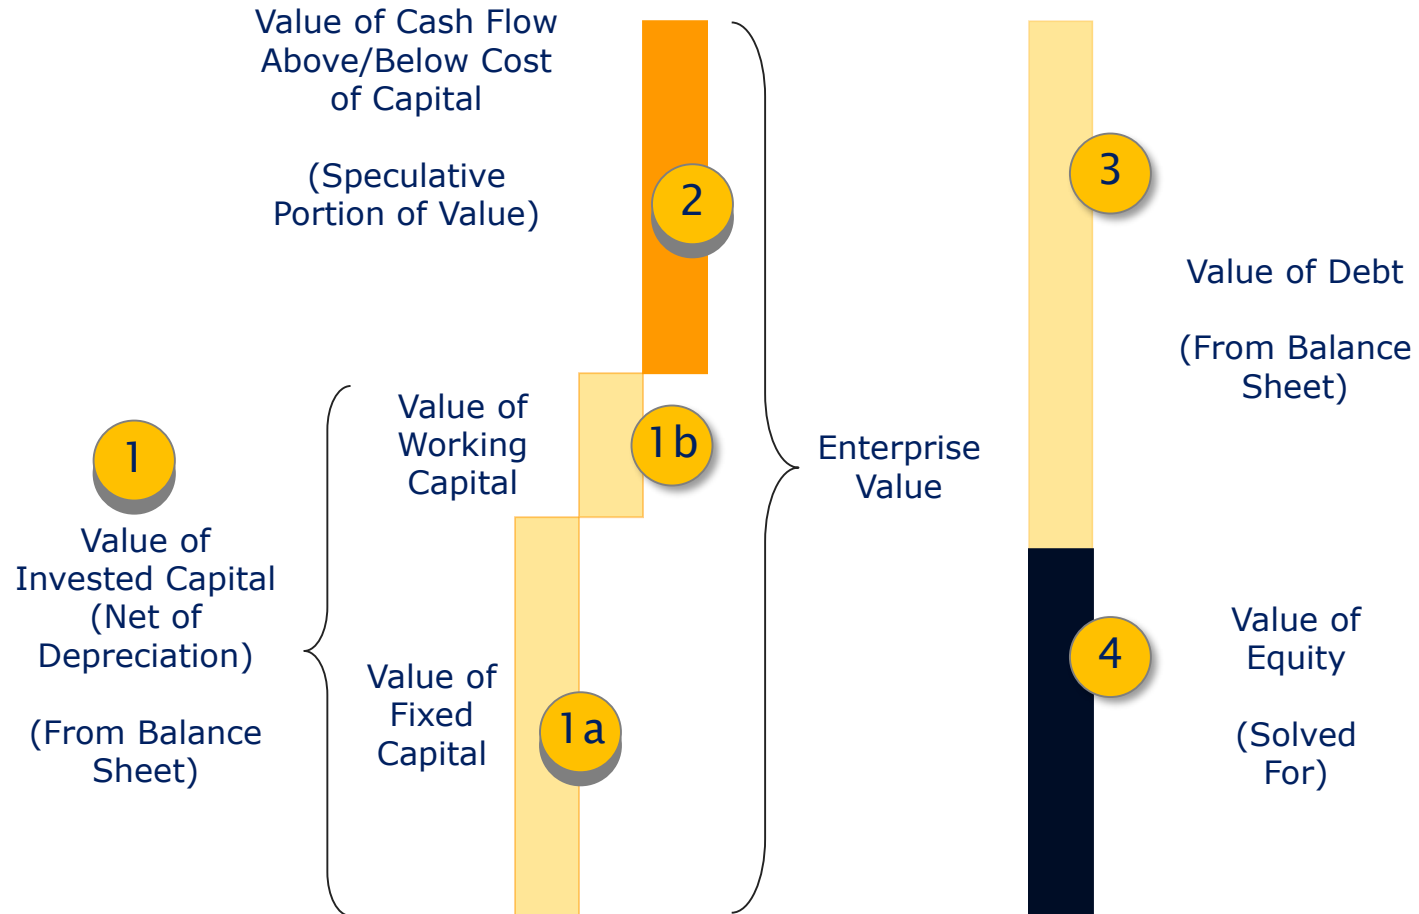 Value of Cash Flow
Above/Below Cost
of Capital
(Speculative
Portion of Value)
2
1
Value of
Invested Capital
(Net of
Depreciation)
(From Balance
Sheet)
Value of
Working
Capital
1b
Value of
Fixed
Capital
1a
Enterprise
Value
3
Value of Debt
(From Balance
Sheet)
4
Value of
Equity
(Solved
For)